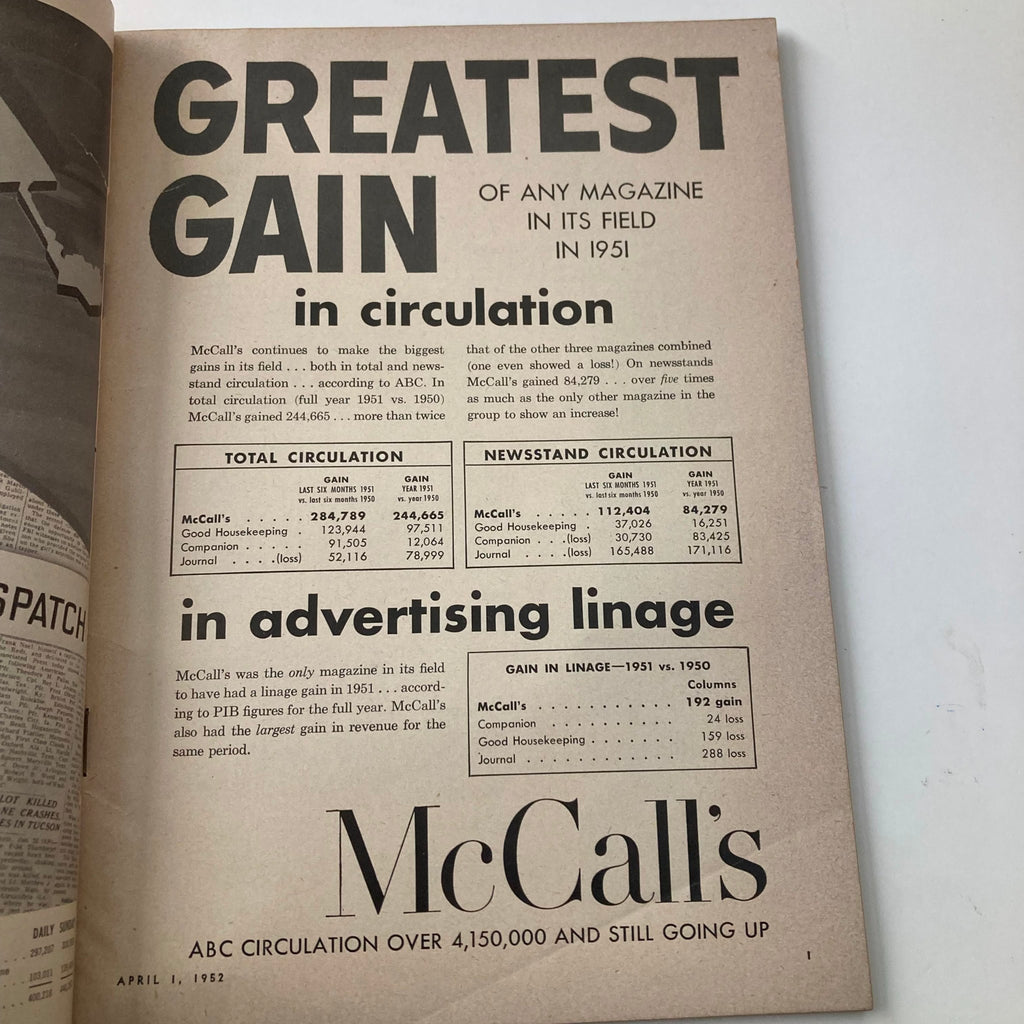 GREATEST
GAIN
OF ANY MAGAZINE
IN ITS FIELD
IN 1951
in circulation
McCall's continues to make the biggest
gains in its field . . . both in total and news-
stand circulation . . . according to ABC. In
total circulation (full year 1951 vs. 1950)
McCall's gained 244,665 . . . more than twice
that of the other three magazines combined
(one even showed a loss!) On newsstands
McCall's gained 84,279 . . . over five times
as much as the only other magazine in the
group to show an increase!
TOTAL CIRCULATION
GAIN GAIN
LAST SIX MONTHS 1951 YEAR 1951
vs. last six months 1950 vs. year 1950
McCall's . . . . . 284,789 244,665
Good Housekeeping . 123,944 97,511
Companion . . . . . 91,505 12,064
Journal . . . .(loss) 52,116 78,999
NEWSSTAND CIRCULATION
GAIN GAIN
LAST SIX MONTHS 1951 YEAR 1951
vs. last six months 1950 vs. year 1950
McCall's . . . . . 112,404 84,279
Good Housekeeping . 37,026 16,251
Companion . . .(loss) 30,730 83,425
Journal . . . .(loss) 165,488 171,116
in advertising linage
McCall's was the only magazine in its field
to have had a linage gain in 1951 . . . accord-
ing to PIB figures for the full year. McCall's
also had the largest gain in revenue for the
same period.
GAIN IN LINAGE—1951 vs. 1950
Columns
McCall's . . . . . . . . . . . 192 gain
Companion . . . . . . . . . . . 24 loss
Good Housekeeping . . . . . . . 159 loss
Journal . . . . . . . . . . . . 288 loss
McCall's
ABC CIRCULATION OVER 4,150,000 AND STILL GOING UP
APRIL 1, 1952
1
SPATCH
LOT KILLED
NE CRASHES,
ES IN TUCSON
DAILY
297,207
103,011
400,218